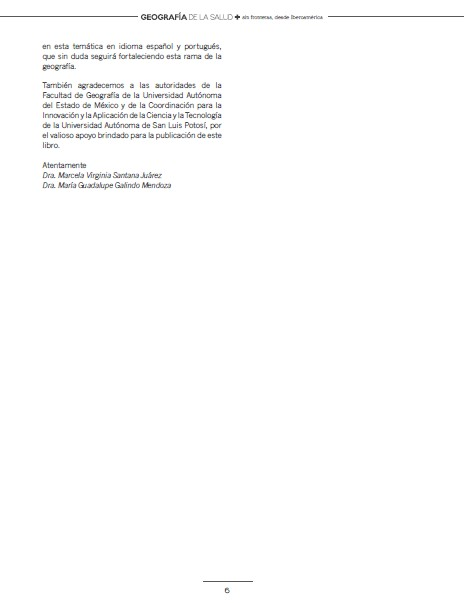 GEOGRAFÍA DE LA SALUD + sin fronteras, desde Iberoamérica
en esta temática en idioma español y portugués,
que sin duda seguirá fortaleciendo esta rama de la
geografía.
También agradecemos a las autoridades de la
Facultad de Geografía de la Universidad Autónoma
del Estado de México y de la Coordinación para la
Innovación y la Aplicación de la Ciencia y la Tecnología
de la Universidad Autónoma de San Luis Potosí, por
el valioso apoyo brindado para la publicación de este
libro.
Atentamente
Dra. Marcela Virginia Santana Juárez
Dra. María Guadalupe Galindo Mendoza
6